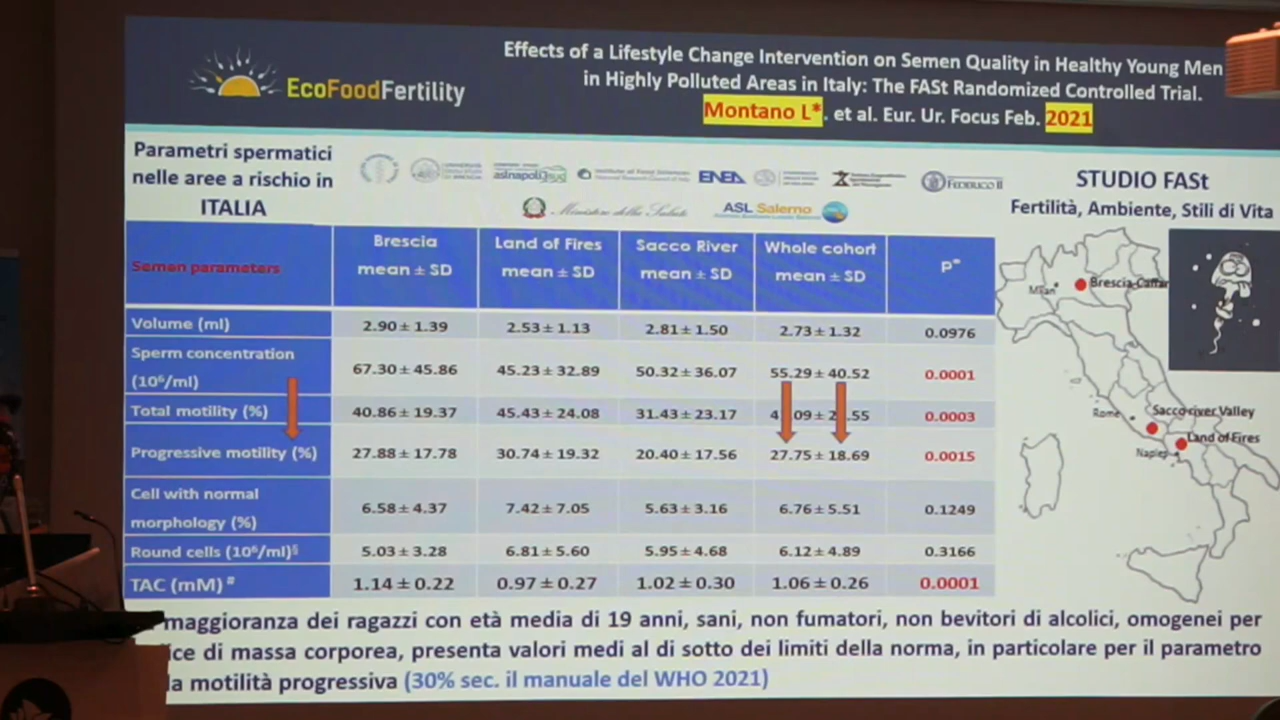 Effects of a Lifestyle Change Intervention on Semen Quality in Healthy Young Men
in Highly Polluted Areas in Italy: The FASt Randomized Controlled Trial.
Montano L*. et al. Eur. Ur. Focus Feb. 2021
EcoFoodFertility
Parametri spermatici
nelle aree a rischio in
ITALIA
ENEA
FEDERICO II
Ministero della Salute
ASL Salerno
STUDIO FASt
Fertilità, Ambiente, Stili di Vita
Semen parameters Brescia mean ± SD Land of Fires mean ± SD Sacco River mean ± SD Whole cohort mean ± SD
Volume (ml) 2.90 ± 1.39 2.53 ± 1.13 2.81 ± 1.50 2.73 ± 1.32 0.0976
Sperm concentration
(10⁶/ml) 67.30 ± 45.86 45.23 ± 32.89 50.32 ± 36.07 55.29 ± 40.52 0.0001
Total motility (%) 40.86 ± 19.37 45.43 ± 24.08 31.43 ± 23.17 4 09 ± 2 .55 0.0003
Progressive motility (%) 27.88 ± 17.78 30.74 ± 19.32 20.40 ± 17.56 27.75 ± 18.69 0.0015
Cell with normal
morphology (%) 6.58 ± 4.37 7.42 ± 7.05 5.63 ± 3.16 6.76 ± 5.51 0.1249
Round cells (10⁶/ml)§ 5.03 ± 3.28 6.81 ± 5.60 5.95 ± 4.68 6.12 ± 4.89 0.3166
TAC (mM) # 1.14 ± 0.22 0.97 ± 0.27 1.02 ± 0.30 1.06 ± 0.26 0.0001
Milan
Brescia-Caffar
Rome
Sacco river Valley
Land of Fires
Naples
maggioranza dei ragazzi con età media di 19 anni, sani, non fumatori, non bevitori di alcolici, omogenei per
ice di massa corporea, presenta valori medi al di sotto dei limiti della norma, in particolare per il parametro
la motilità progressiva (30% sec. il manuale del WHO 2021)